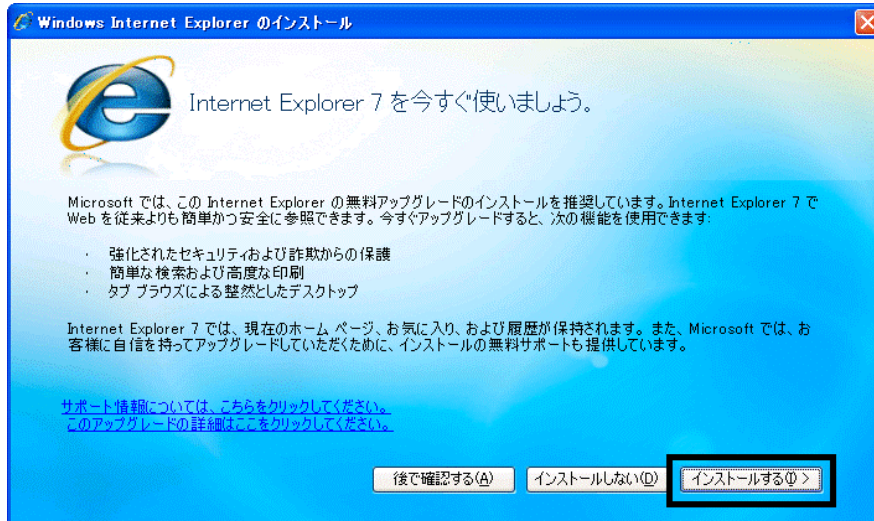 Windows Internet Explorer のインストール
Internet Explorer 7 を今すぐ使いましょう。
Microsoft では、この Internet Explorer の無料アップグレードのインストールを推奨しています。Internet Explorer 7 で
Web を従来よりも簡単かつ安全に参照できます。今すぐアップグレードすると、次の機能を使用できます:
・ 強化されたセキュリティおよび詐欺からの保護
・ 簡単な検索および高度な印刷
・ タブ ブラウズによる整然としたデスクトップ
Internet Explorer 7 では、現在のホーム ページ、お気に入り、および履歴が保持されます。また、Microsoft では、お
客様に自信を持ってアップグレードしていただくために、インストールの無料サポートも提供しています。
サポート情報については、こちらをクリックしてください。
このアップグレードの詳細はここをクリックしてください。
後で確認する(A) インストールしない(D) インストールする(I) >